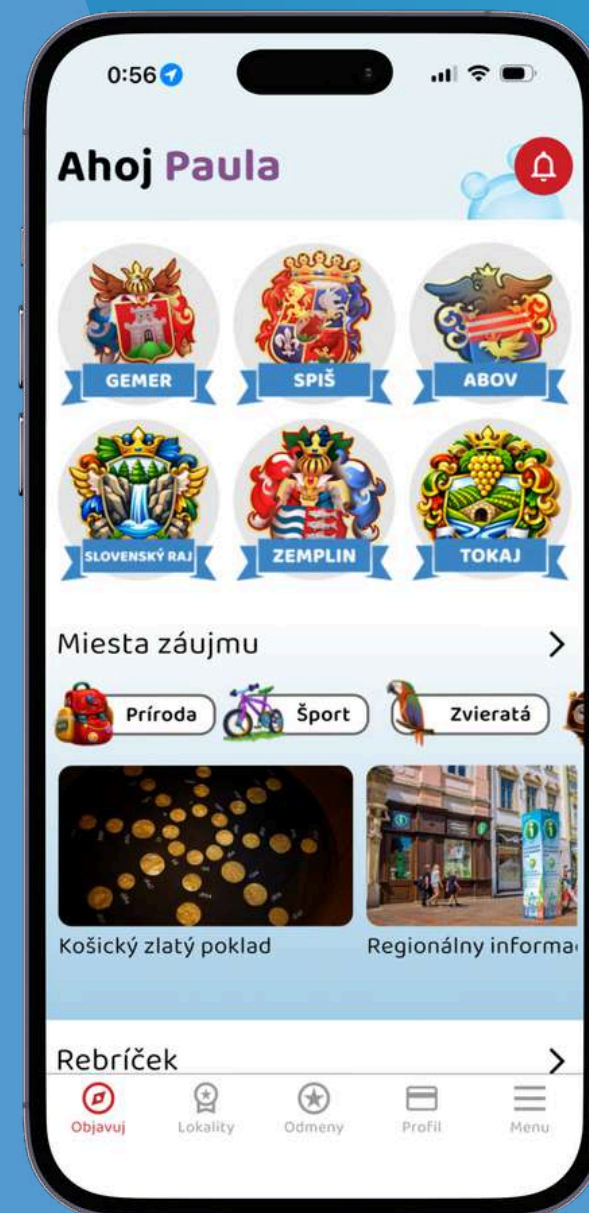 0:56
Ahoj Paula
GEMER
SPIŠ
ABOV
SLOVENSKÝ RAJ
ZEMPLIN
TOKAJ
Miesta záujmu
Príroda
Šport
Zvieratá
Košický zlatý poklad
Regionálny informa
Rebríček
Objavuj
Lokality
Odmeny
Profil
Menu